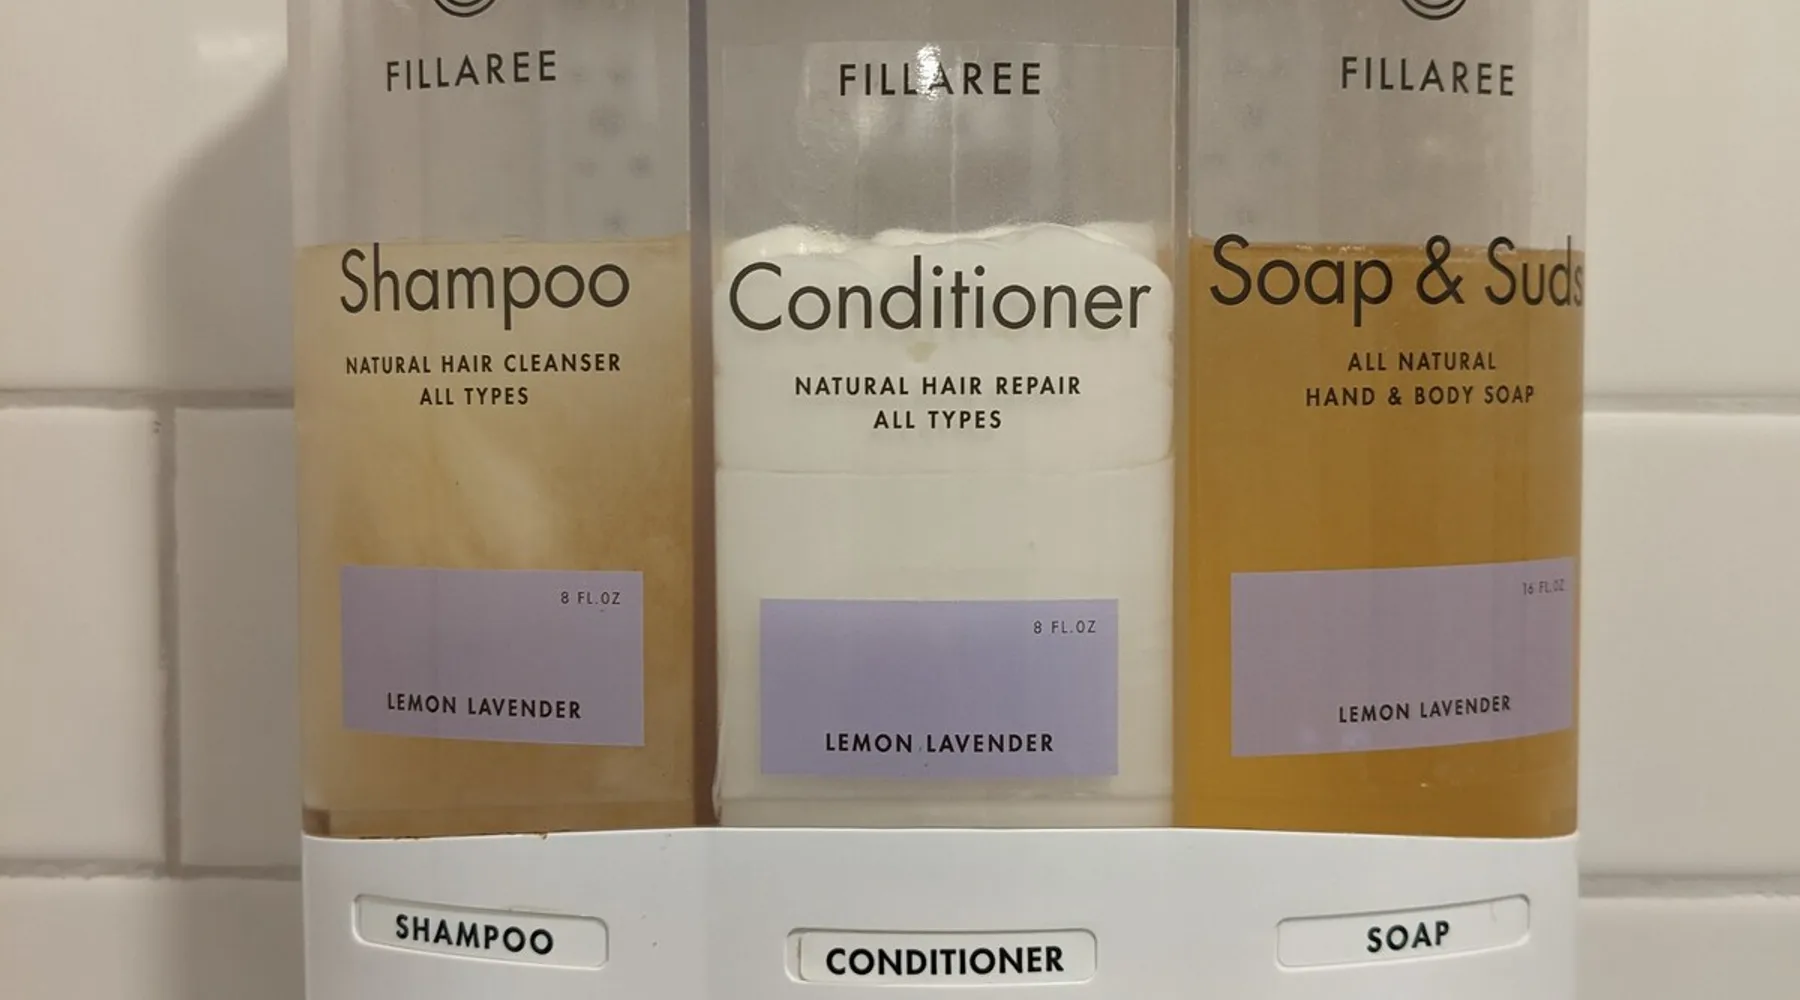 FILLAREE
Shampoo
NATURAL HAIR CLEANSER
ALL TYPES
8 FL.OZ
LEMON LAVENDER
SHAMPOO
FILLAREE
Conditioner
NATURAL HAIR REPAIR
ALL TYPES
8 FL.OZ
LEMON LAVENDER
CONDITIONER
FILLAREE
Soap & Suds
ALL NATURAL
HAND & BODY SOAP
16 FL.OZ
LEMON LAVENDER
SOAP